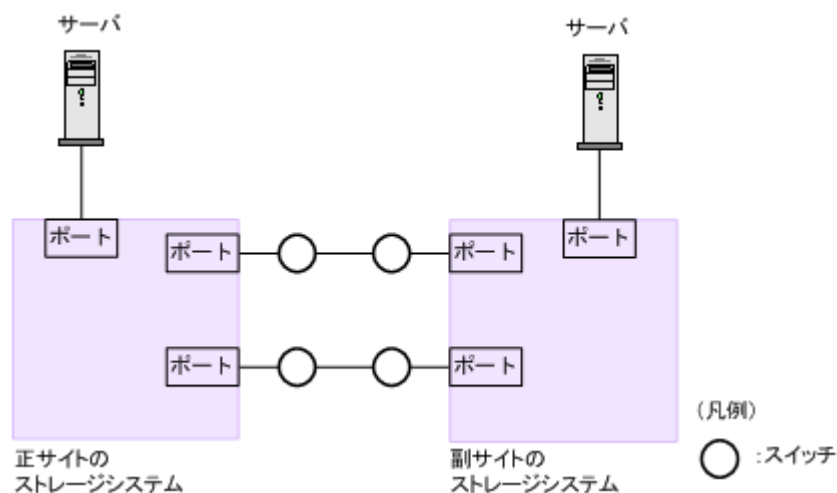 サーバ
サーバ
ポート
ポート
ポート
ポート
ポート
ポート
正サイトの
ストレージシステム
副サイトの
ストレージシステム
(凡例)
:スイッチ